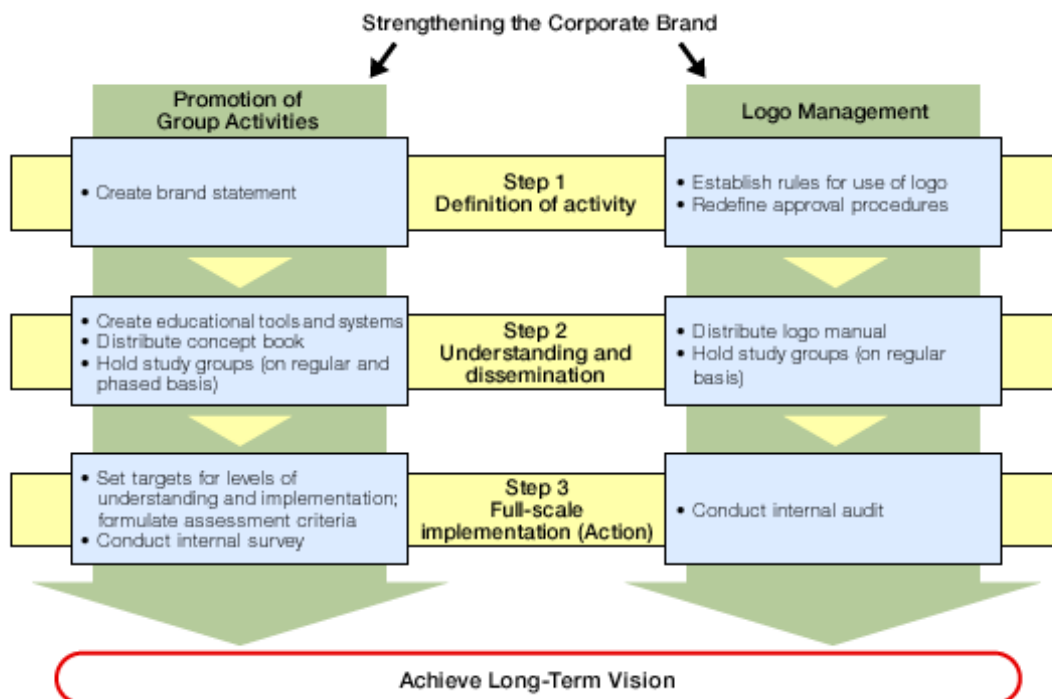 Strengthening the Corporate Brand
Promotion of
Group Activities
Logo Management
• Create brand statement
Step 1
Definition of activity
• Establish rules for use of logo
• Redefine approval procedures
• Create educational tools and systems
• Distribute concept book
• Hold study groups (on regular and
phased basis)
Step 2
Understanding and
dissemination
• Distribute logo manual
• Hold study groups (on regular
basis)
• Set targets for levels of
understanding and implementation;
formulate assessment criteria
• Conduct internal survey
Step 3
Full-scale
implementation (Action)
• Conduct internal audit
Achieve Long-Term Vision